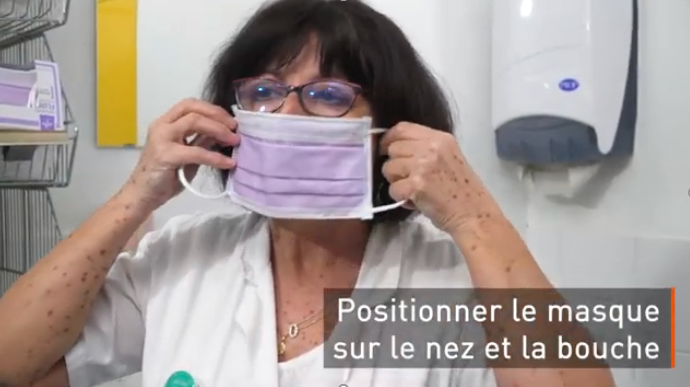 Positionner le masque
sur le nez et la bouche